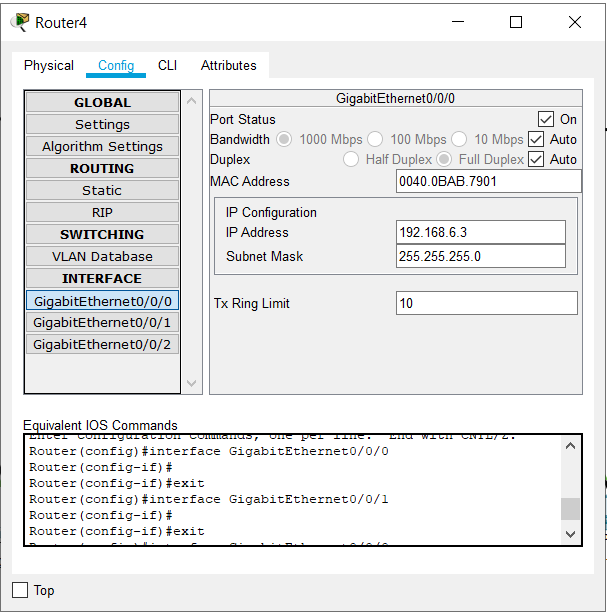 Router4
Physical Config CLI Attributes
GLOBAL
Settings
Algorithm Settings
ROUTING
Static
RIP
SWITCHING
VLAN Database
INTERFACE
GigabitEthernet0/0/0
GigabitEthernet0/0/1
GigabitEthernet0/0/2
GigabitEthernet0/0/0
Port Status On
Bandwidth 1000 Mbps 100 Mbps 10 Mbps Auto
Duplex Half Duplex Full Duplex Auto
MAC Address 0040.0BAB.7901
IP Configuration
IP Address 192.168.6.3
Subnet Mask 255.255.255.0
Tx Ring Limit 10
Equivalent IOS Commands
Enter configuration commands, one per line. End with CNTL/Z.
Router(config)#interface GigabitEthernet0/0/0
Router(config-if)#
Router(config-if)#exit
Router(config)#interface GigabitEthernet0/0/1
Router(config-if)#
Router(config-if)#exit
Top